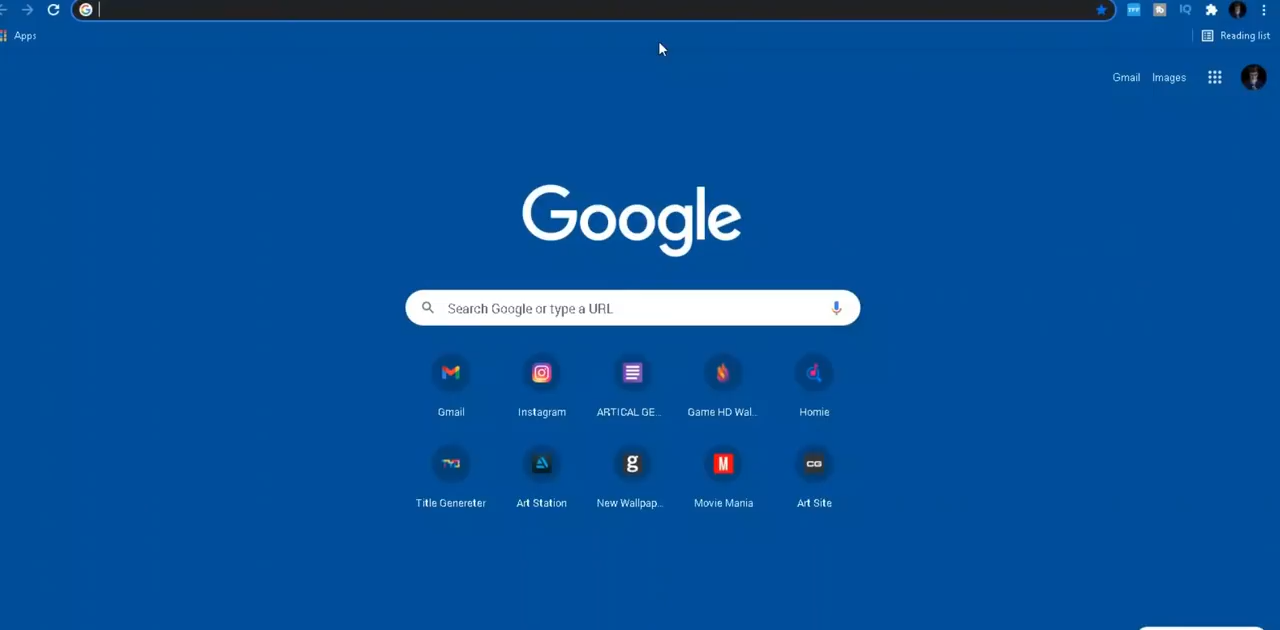 Apps
Reading list
Gmail Images
Google
Search Google or type a URL
Gmail Instagram ARTICAL GE... Game HD Wal... Homie
Title Genereter Art Station New Wallpap... Movie Mania Art Site